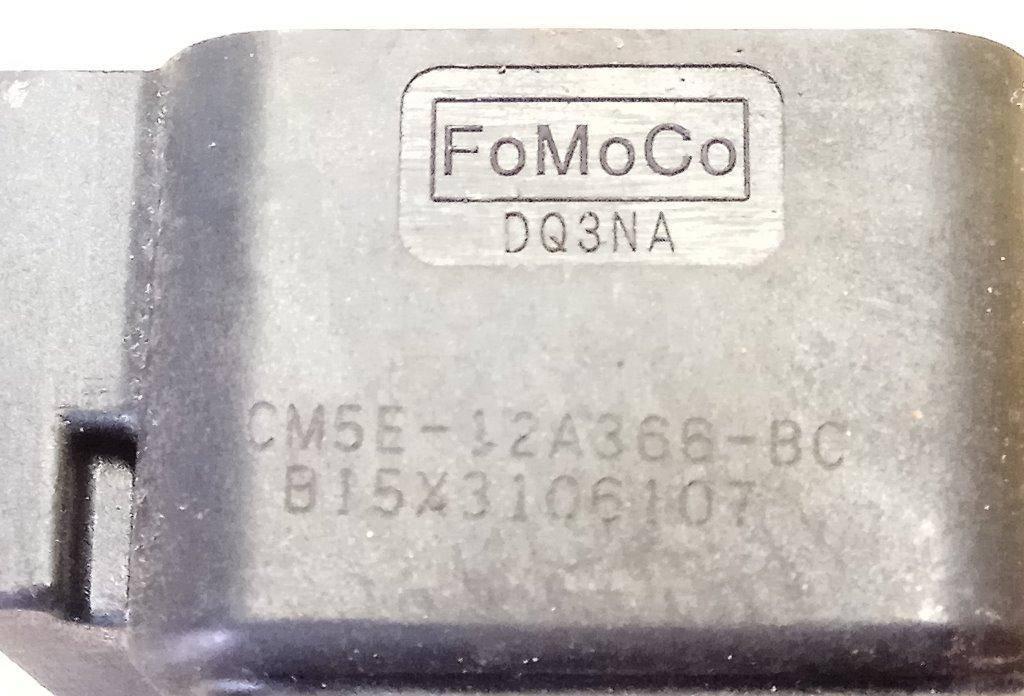 FoMoCo
DQ3NA
CM5E-12A366-BC
B15X3106107